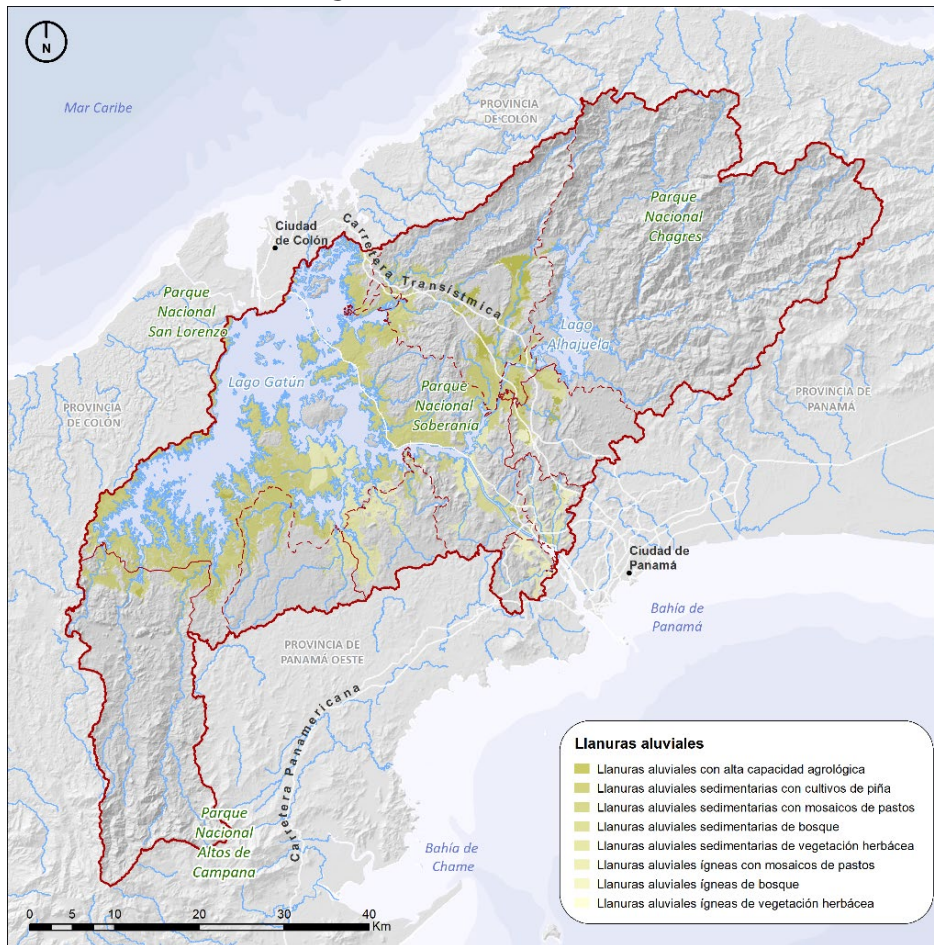 N
Mar Caribe
PROVINCIA
DE COLÓN
Parque
Nacional
Chagres
Ciudad
de Colón
Carretera Transístmica
Parque
Nacional
San Lorenzo
Lago
Alhajuela
Lago Gatún
Parque
Nacional
Soberanía
PROVINCIA DE
PANAMÁ
PROVINCIA
DE COLÓN
Ciudad de
Panamá
Bahía de
Panamá
PROVINCIA DE
PANAMÁ OESTE
Carretera Panamericana
Parque
Nacional
Altos de
Campana
Bahía de
Chame
Llanuras aluviales
Llanuras aluviales con alta capacidad agrológica
Llanuras aluviales sedimentarias con cultivos de piña
Llanuras aluviales sedimentarias con mosaicos de pastos
Llanuras aluviales sedimentarias de bosque
Llanuras aluviales sedimentarias de vegetación herbácea
Llanuras aluviales ígneas con mosaicos de pastos
Llanuras aluviales ígneas de bosque
Llanuras aluviales ígneas de vegetación herbácea
0 5 10 20 30 40
Km